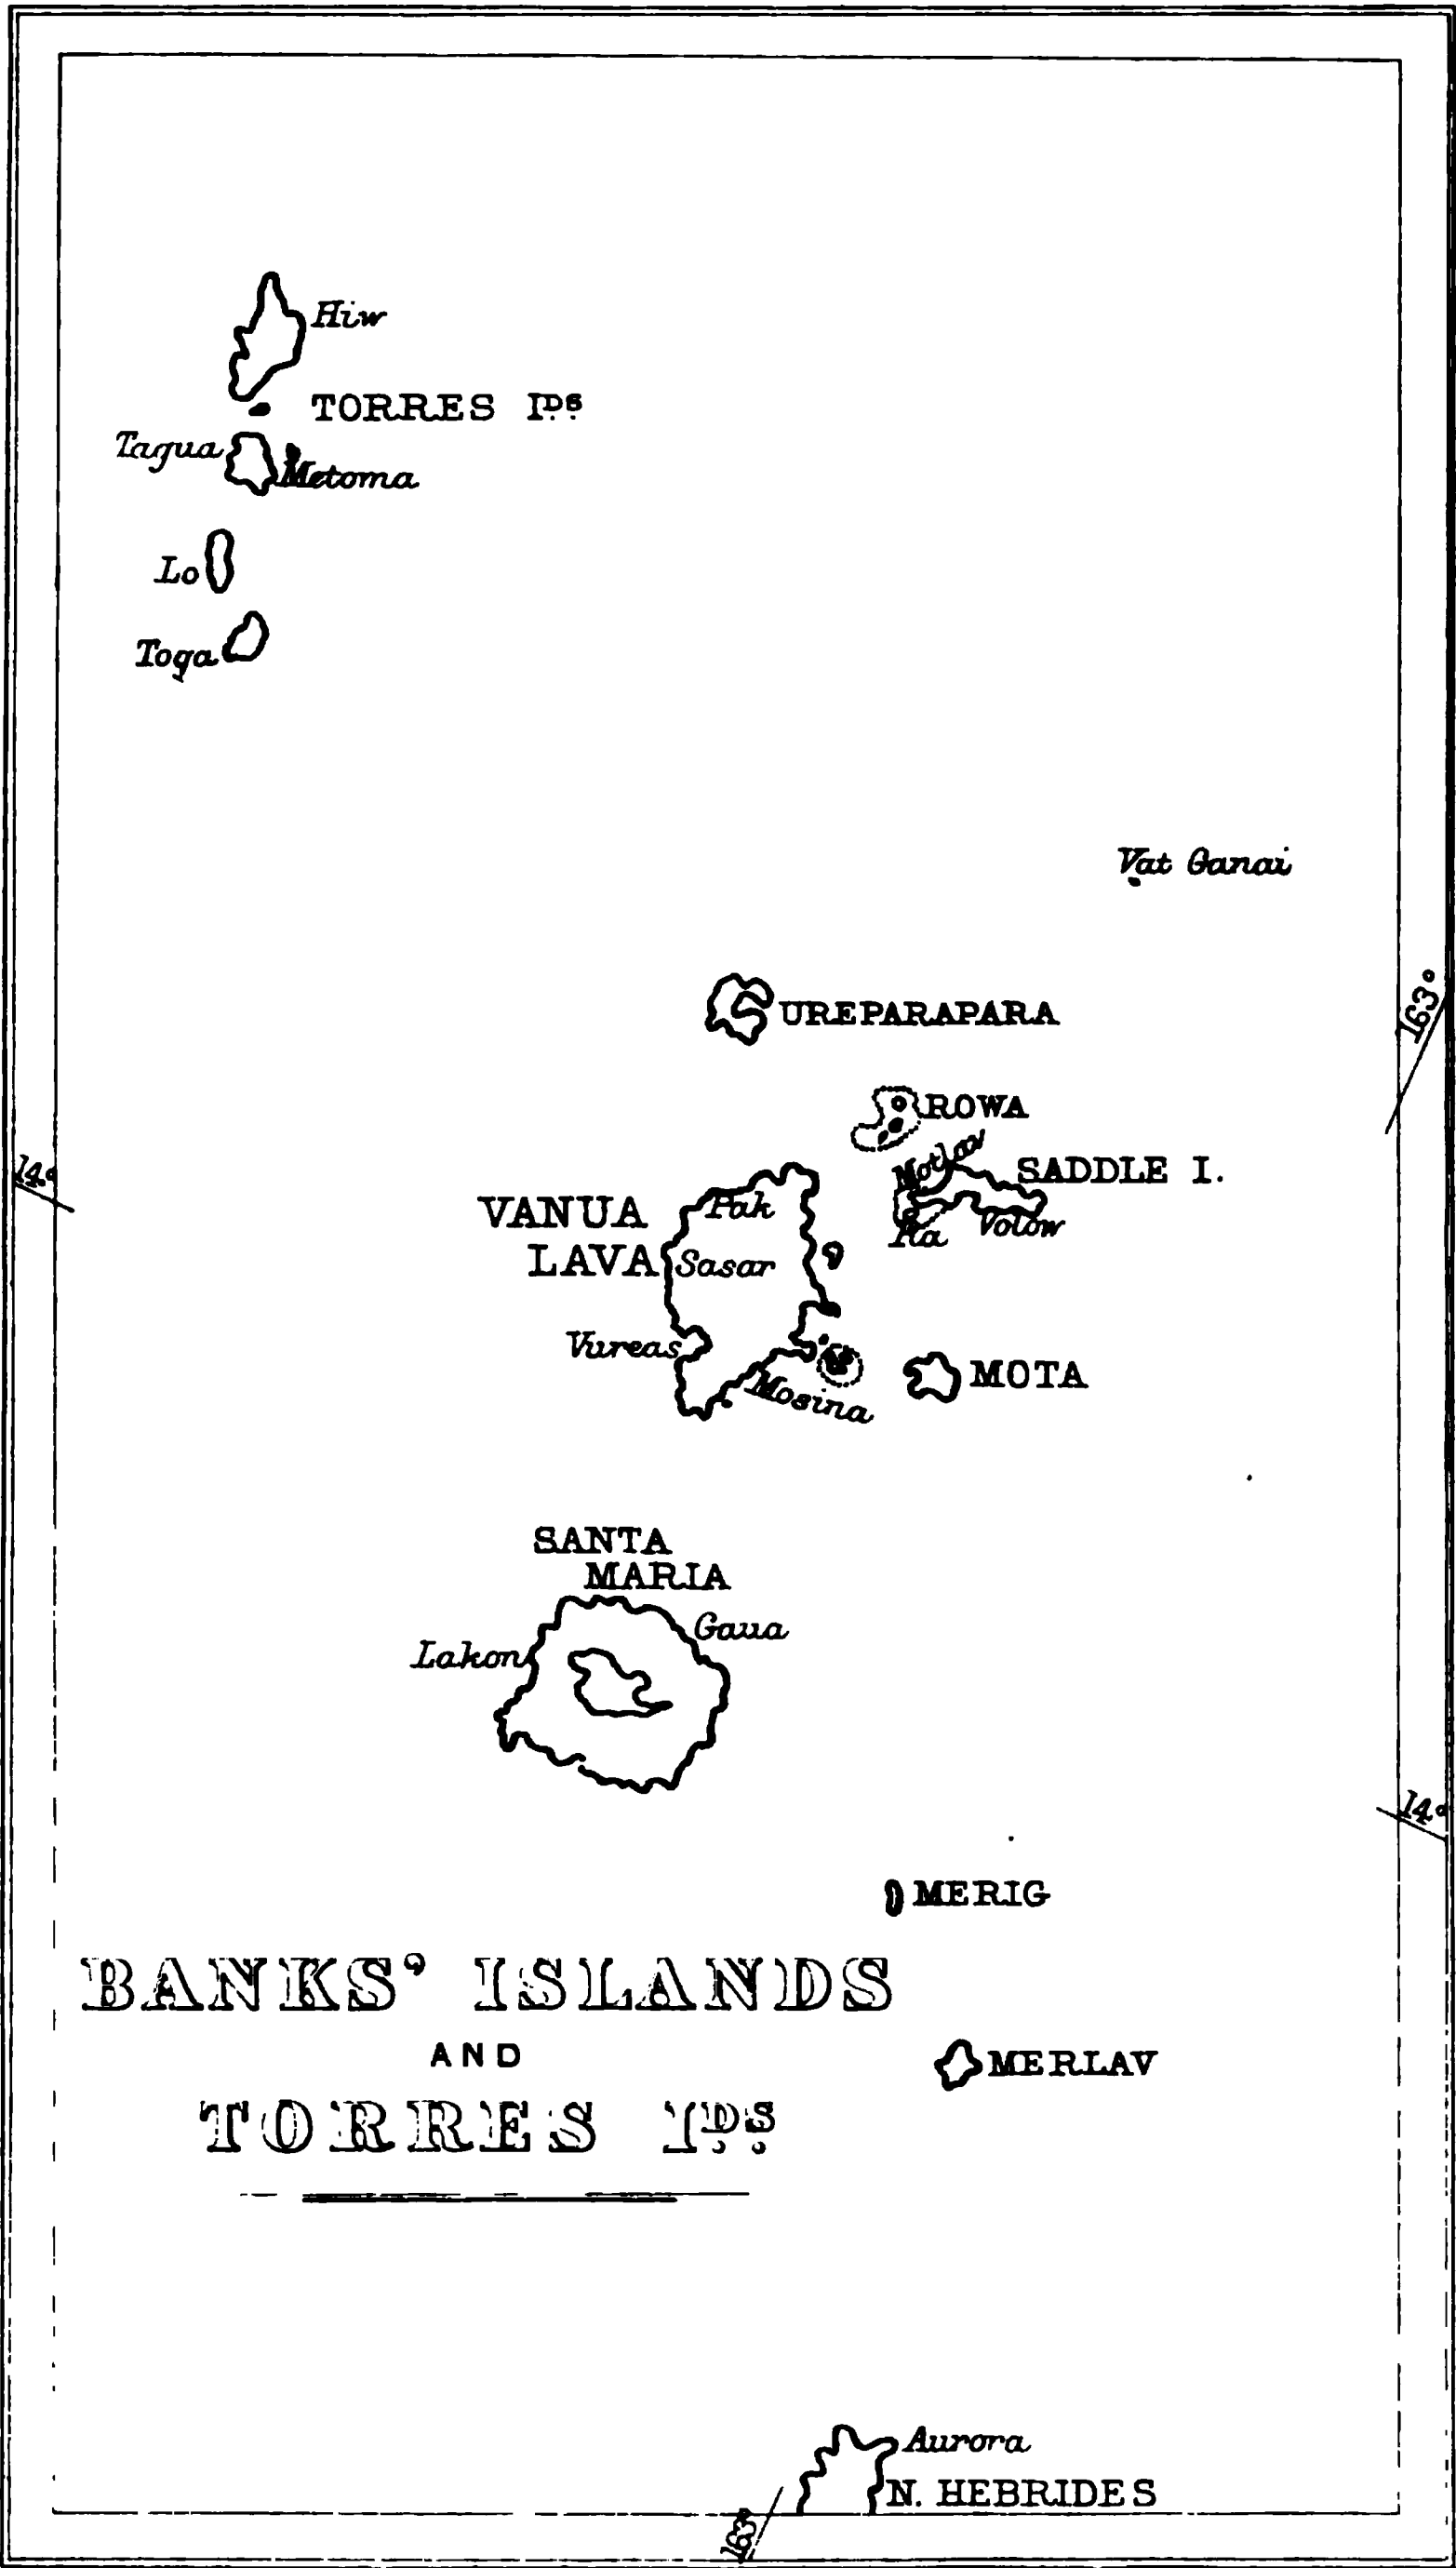 Hiw
TORRES Iᴰˢ
Tagua
Metoma
Lo
Toga
Vat Ganai
163°
UREPARAPARA
ROWA
Motlav
SADDLE I.
14°
VANUA
LAVA
Pak
Ra
Volow
Sasar
Vureas
Mosina
MOTA
SANTA
MARIA
Gaua
Lakon
14°
MERIG
BANKS' ISLANDS
AND
TORRES Iᴰˢ
MERLAV
Aurora
N. HEBRIDES
163°